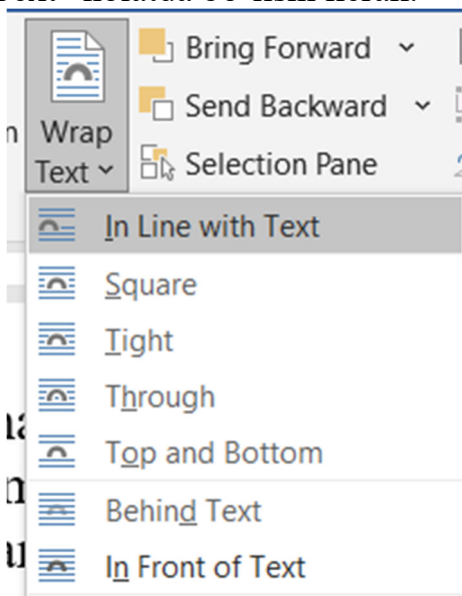 Bring Forward
Send Backward
Wrap
Text
Selection Pane
In Line with Text
Square
Tight
Through
Top and Bottom
Behind Text
In Front of Text